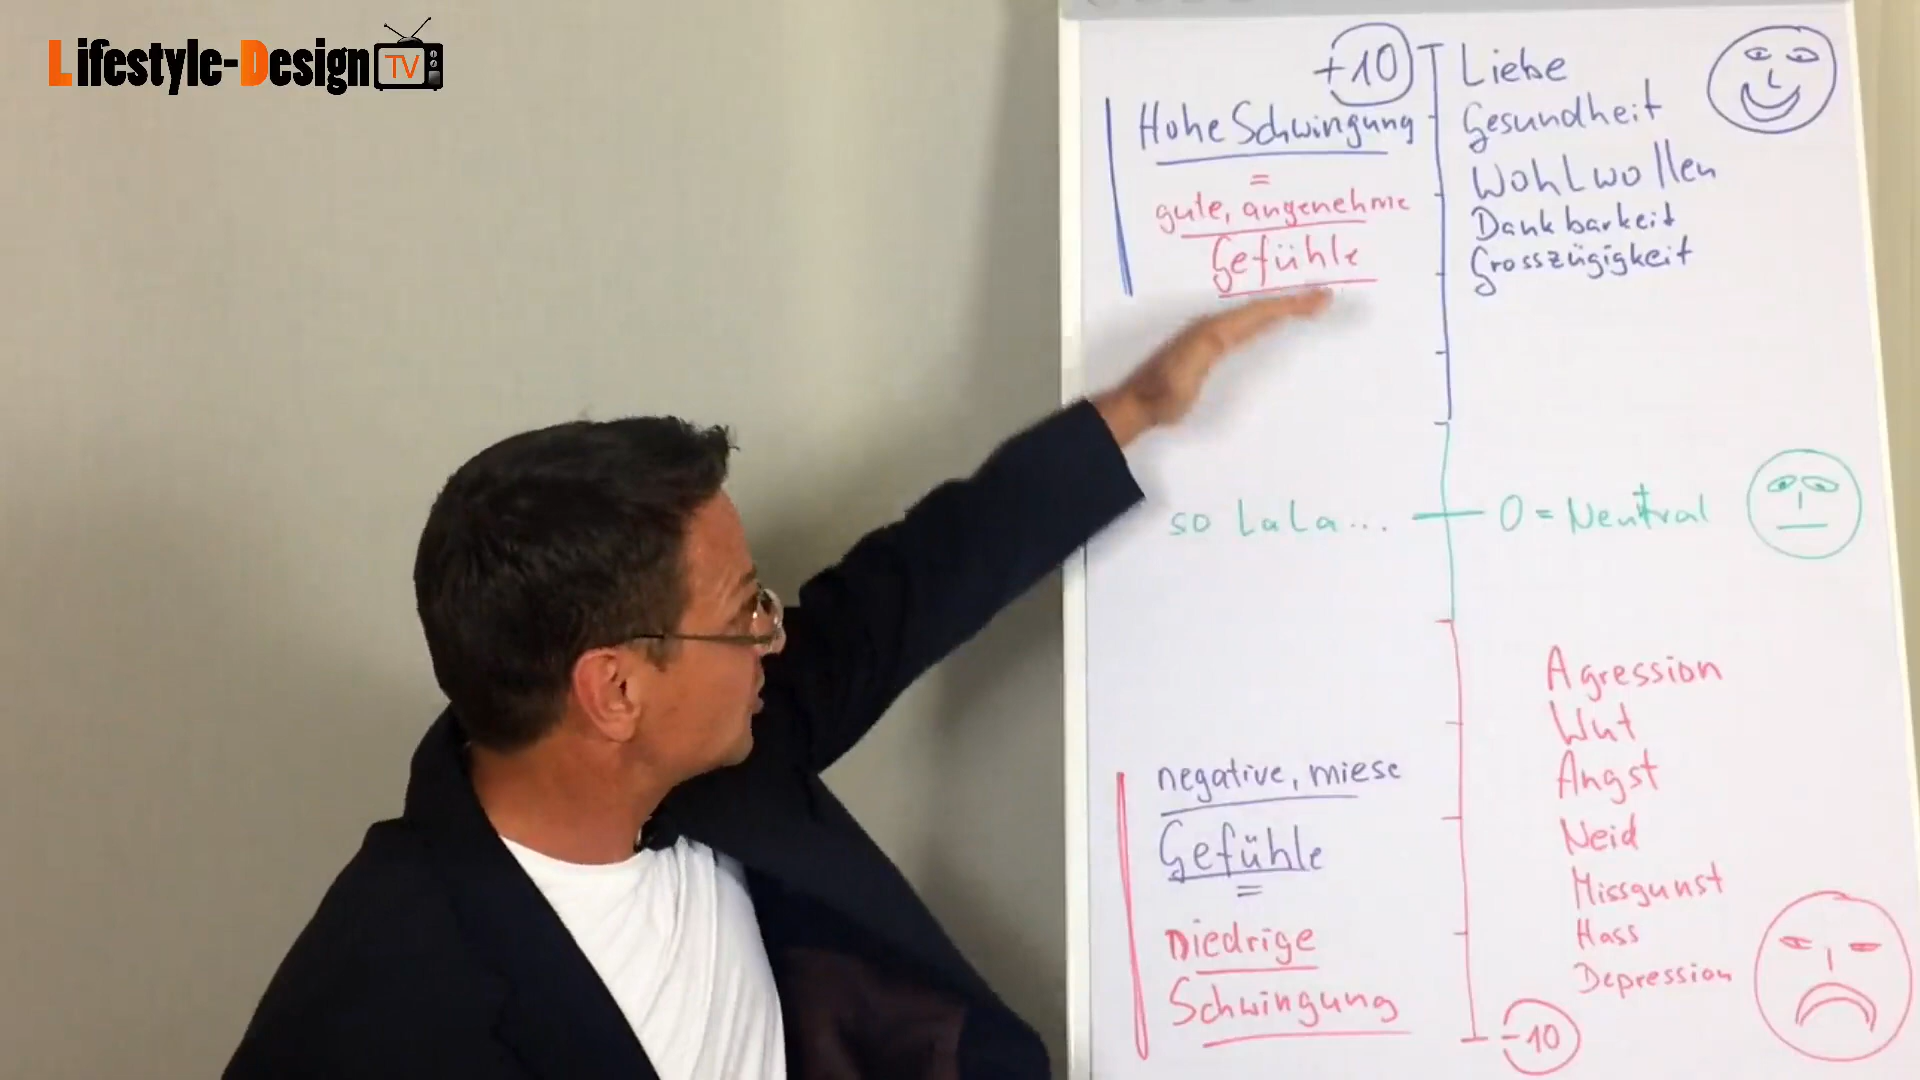 Lifestyle-Design TV
+10
Liebe
Hohe Schwingung
Gesundheit
=
Wohlwollen
gute, angenehme
Dankbarkeit
Gefühle
Grosszügigkeit
so LaLa...
0 = Neutral
Agression
Wut
negative, miese
Angst
Gefühle
Neid
=
Missgunst
Niedrige
Hass
Schwingung
Depression
-10